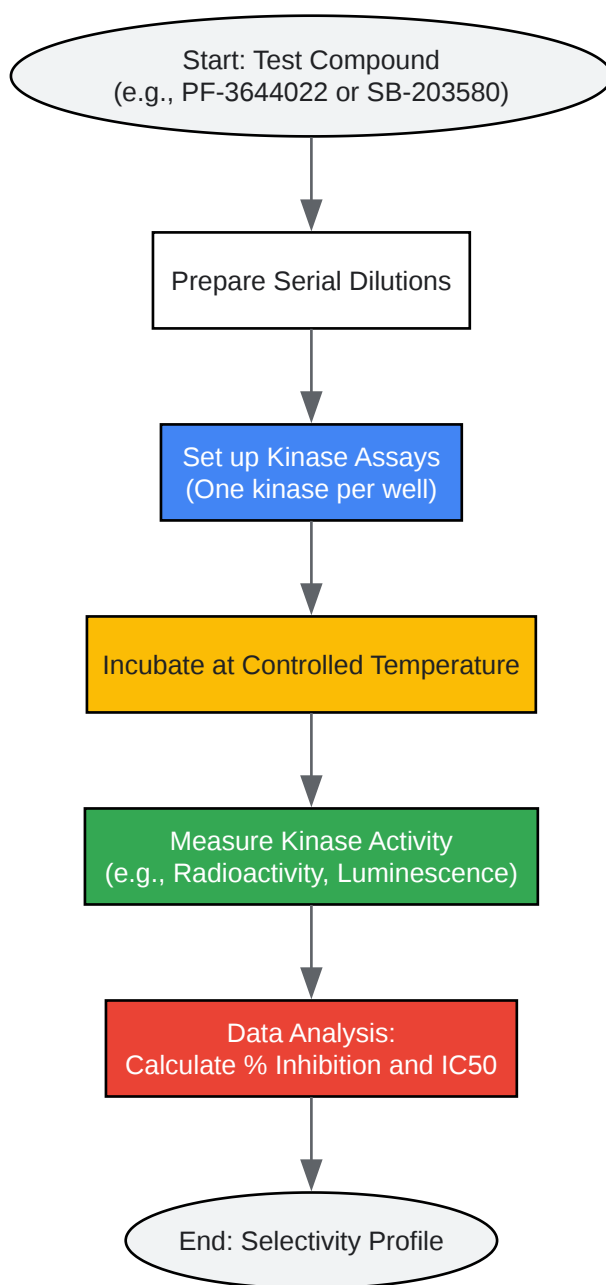 Start: Test Compound
(e.g., PF-3644022 or SB-203580)
Prepare Serial Dilutions
Set up Kinase Assays
(One kinase per well)
Incubate at Controlled Temperature
Measure Kinase Activity
(e.g., Radioactivity, Luminescence)
Data Analysis:
Calculate % Inhibition and IC50
End: Selectivity Profile